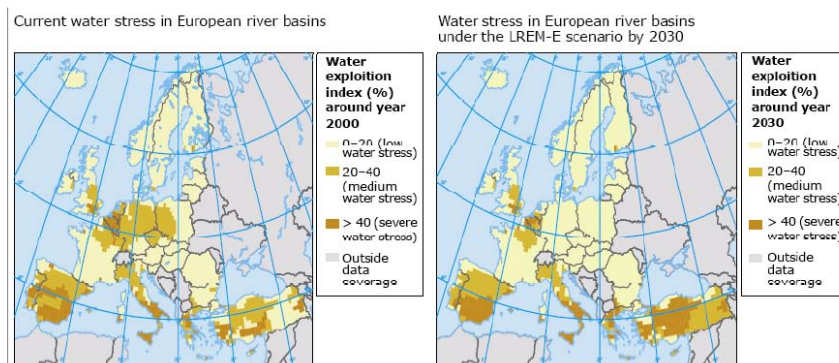 Current water stress in European river basins
Water
exploition
index (%)
around year
2000
0–20 (low
water stress)
20–40
(medium
water stress)
> 40 (severe
water stress)
Outside
data
coverage
Water stress in European river basins
under the LREM-E scenario by 2030
Water
exploition
index (%)
around year
2030
0–20 (low
water stress)
20–40
(medium
water stress)
> 40 (severe
water stress)
Outside
data
coverage